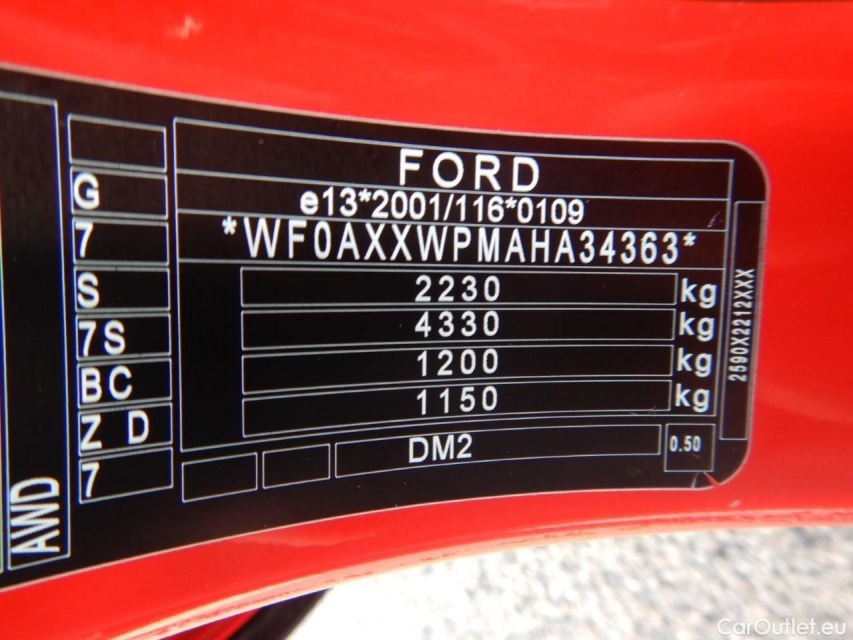 FORD
e13*2001/116*0109
*WF0AXXWPMAHA34363*
2230 kg
4330 kg
1200 kg
1150 kg
DM2
0.50
G
7
S
7S
BC
Z D
7
AWD
2590X2212XXX
CarOutlet.eu